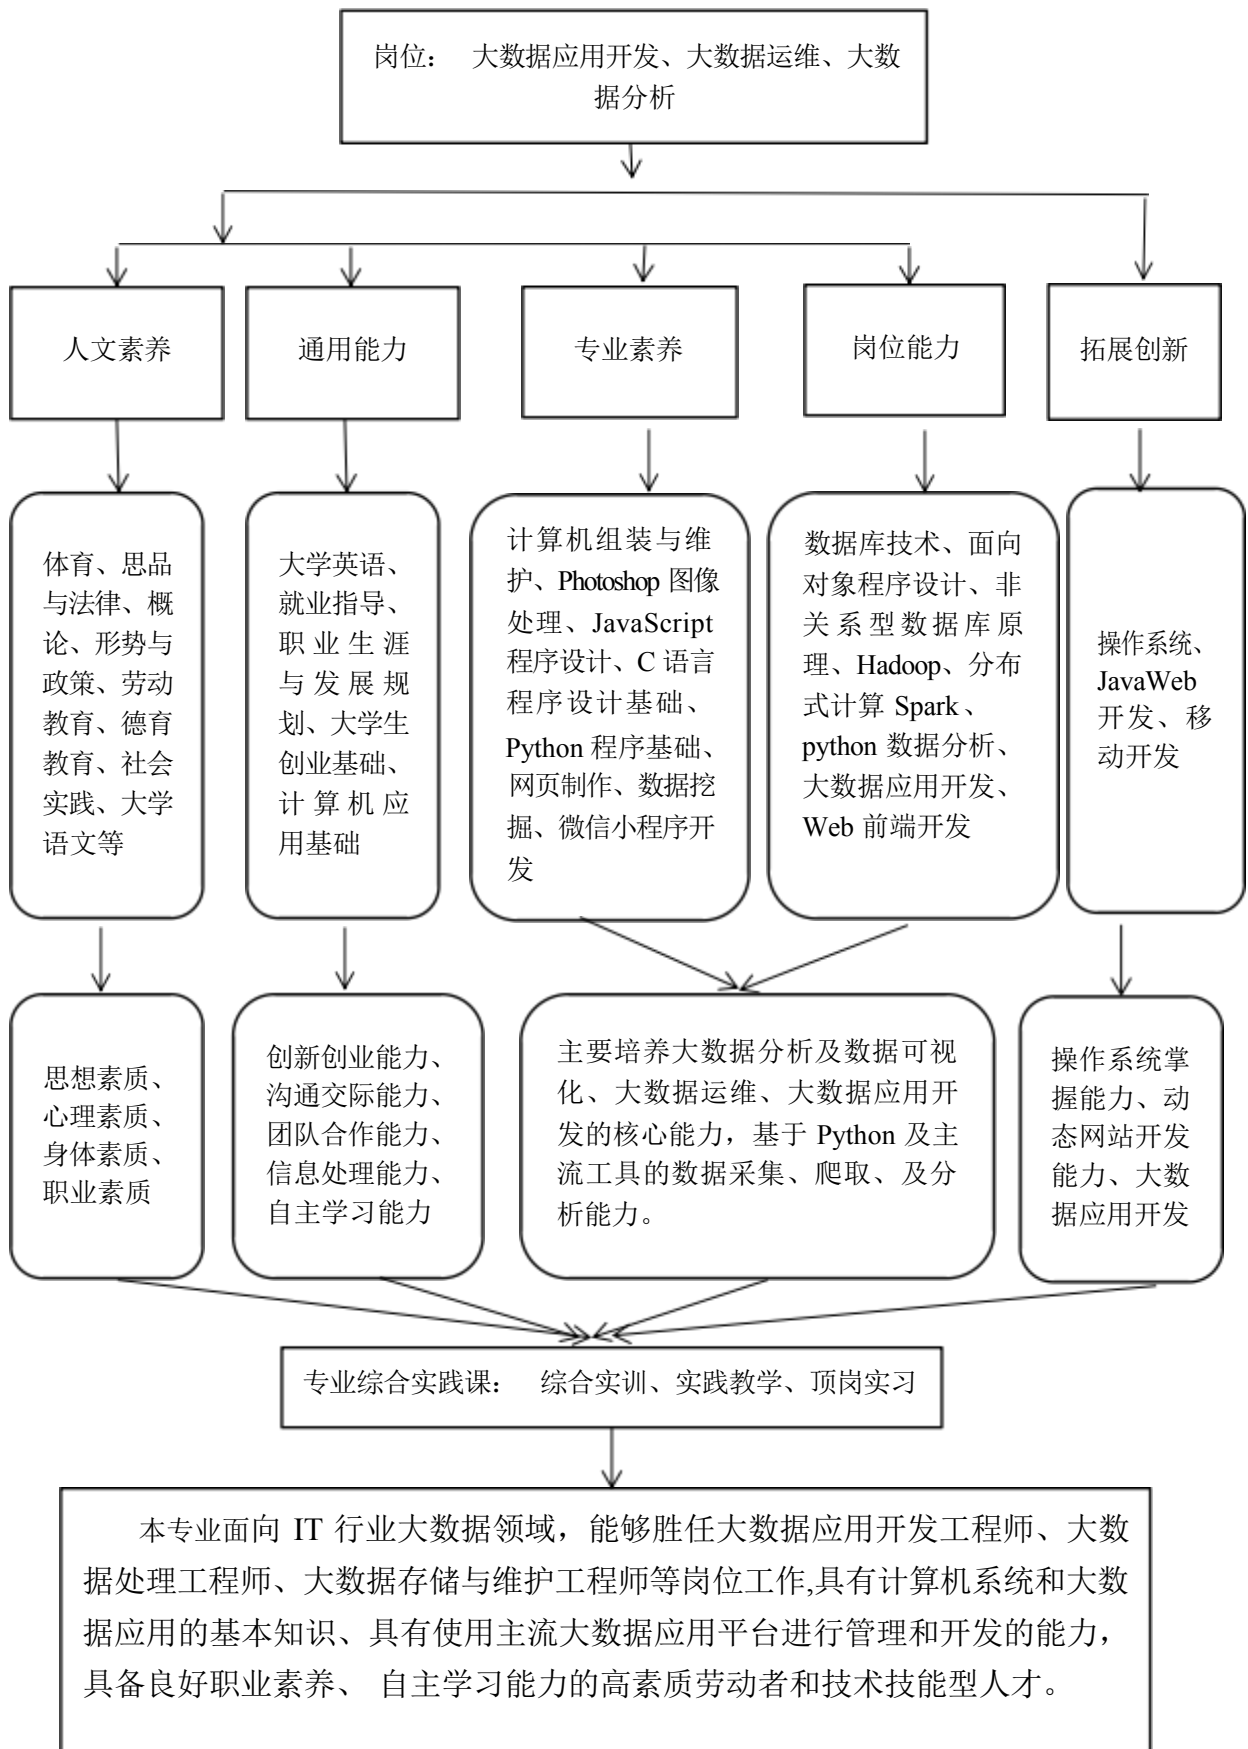 岗位： 大数据应用开发、大数据运维、大数
据分析
人文素养
通用能力
专业素养
岗位能力
拓展创新
体育、思品
与法律、概
论、形势与
政策、劳动
教育、德育
教育、社会
实践、大学
语文等
大学英语、
就业指导、
职业生涯
与发展规
划、大学生
创业基础、
计算机应
用基础
计算机组装与维
护、Photoshop 图像
处理、JavaScript
程序设计、C 语言
程序设计基础、
Python 程序基础、
网页制作、数据挖
掘、微信小程序开
发
数据库技术、面向
对象程序设计、非
关系型数据库原
理、Hadoop、分布
式计算 Spark、
python 数据分析、
大数据应用开发、
Web 前端开发
操作系统、
JavaWeb
开发、移
动开发
思想素质、
心理素质、
身体素质、
职业素质
创新创业能力、
沟通交际能力、
团队合作能力、
信息处理能力、
自主学习能力
主要培养大数据分析及数据可视
化、大数据运维、大数据应用开
发的核心能力，基于 Python 及主
流工具的数据采集、爬取、及分
析能力。
操作系统掌
握能力、动
态网站开发
能力、大数
据应用开发
专业综合实践课： 综合实训、实践教学、顶岗实习
本专业面向 IT 行业大数据领域，能够胜任大数据应用开发工程师、大数
据处理工程师、大数据存储与维护工程师等岗位工作,具有计算机系统和大数
据应用的基本知识、具有使用主流大数据应用平台进行管理和开发的能力，
具备良好职业素养、 自主学习能力的高素质劳动者和技术技能型人才。